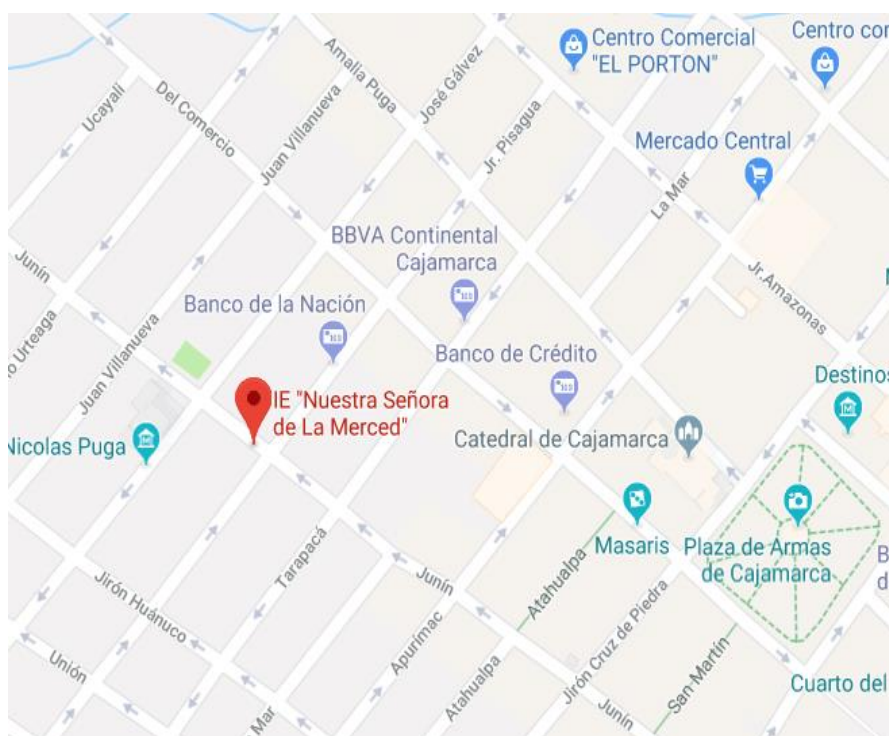 Centro Comercial
"EL PORTON"
Centro cor
Amalia Puga
José Gálvez
Ucayali
Del Comercio
Juan Villanueva
Jr. Pisagua
Mercado Central
La Mar
BBVA Continental
Cajamarca
Junín
Jr.Amazonas
Banco de la Nación
o Urteaga
Juan Villanueva
Banco de Crédito
Destinos
IE "Nuestra Señora
de La Merced"
Nicolas Puga
Catedral de Cajamarca
Masaris
Plaza de Armas
de Cajamarca
B
d
Tarapacá
Junín
Atahualpa
Jirón Huánuco
Apurímac
Jirón Cruz de Piedra
San-Martín
Unión
Mar
Atahualpa
Junín
Cuarto del